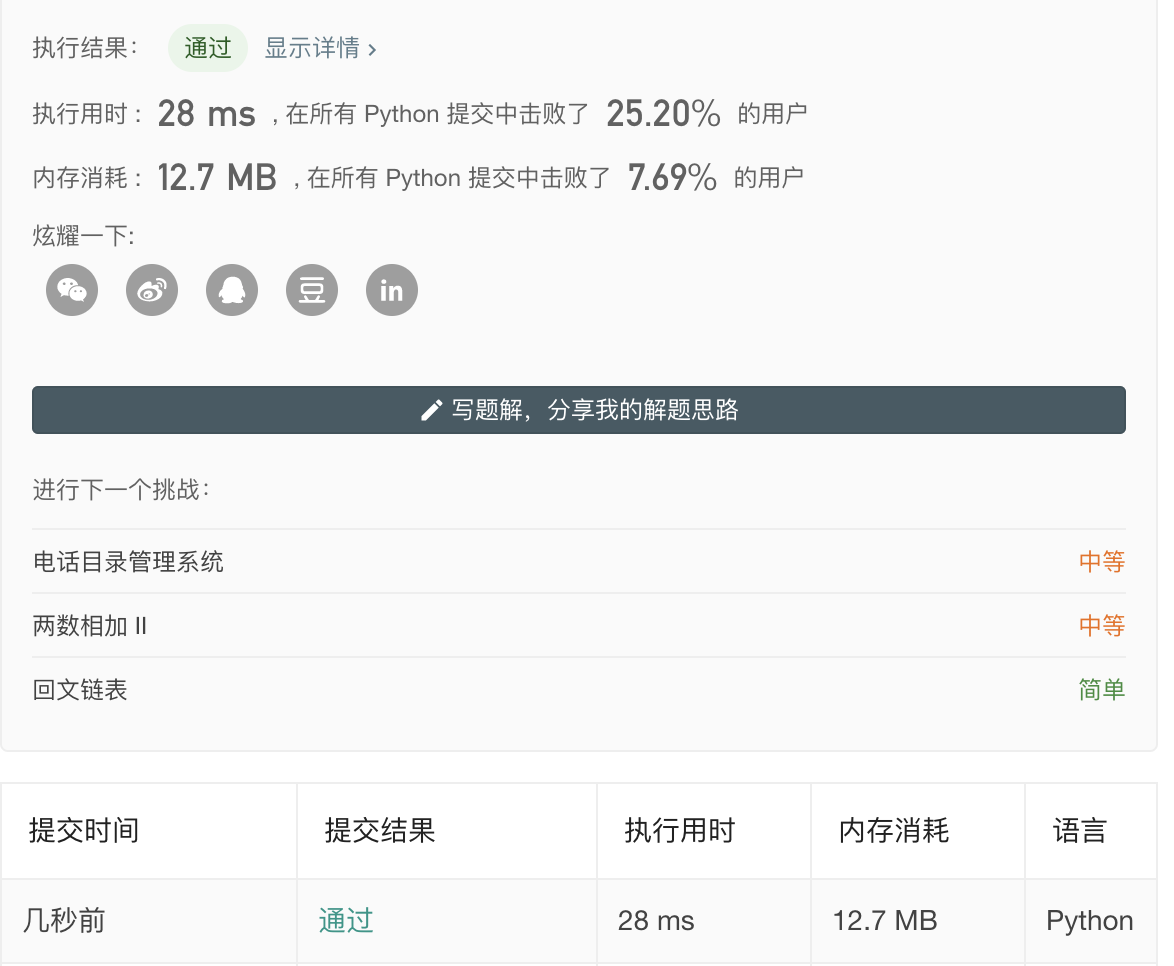 执行结果： 通过 显示详情 ›
执行用时 : 28 ms , 在所有 Python 提交中击败了 25.20% 的用户
内存消耗 : 12.7 MB , 在所有 Python 提交中击败了 7.69% 的用户
炫耀一下:
豆 in
写题解，分享我的解题思路
进行下一个挑战：
电话目录管理系统 中等
两数相加 II 中等
回文链表 简单
提交时间 提交结果 执行用时 内存消耗 语言
几秒前 通过 28 ms 12.7 MB Python